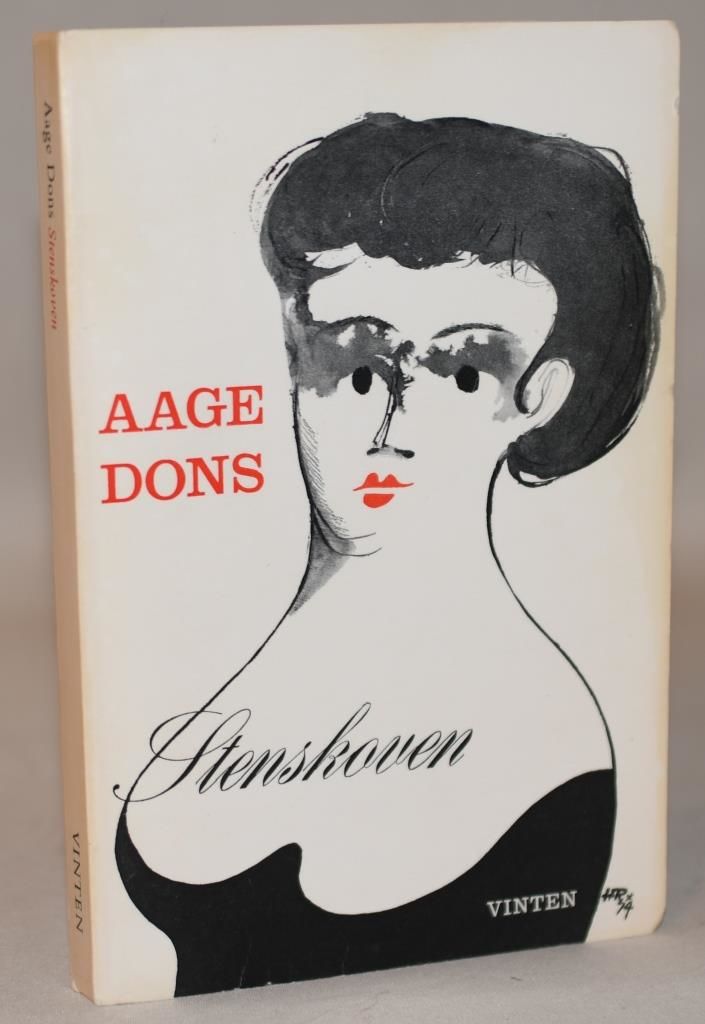 Aage Dons Stenskoven
VINTEN
AAGE
DONS
Stenskoven
VINTEN